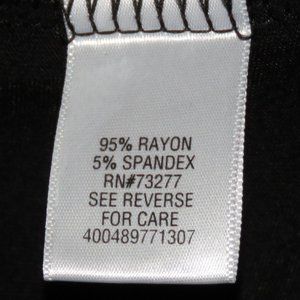 95% RAYON
5% SPANDEX
RN#73277
SEE REVERSE
FOR CARE
400489771307